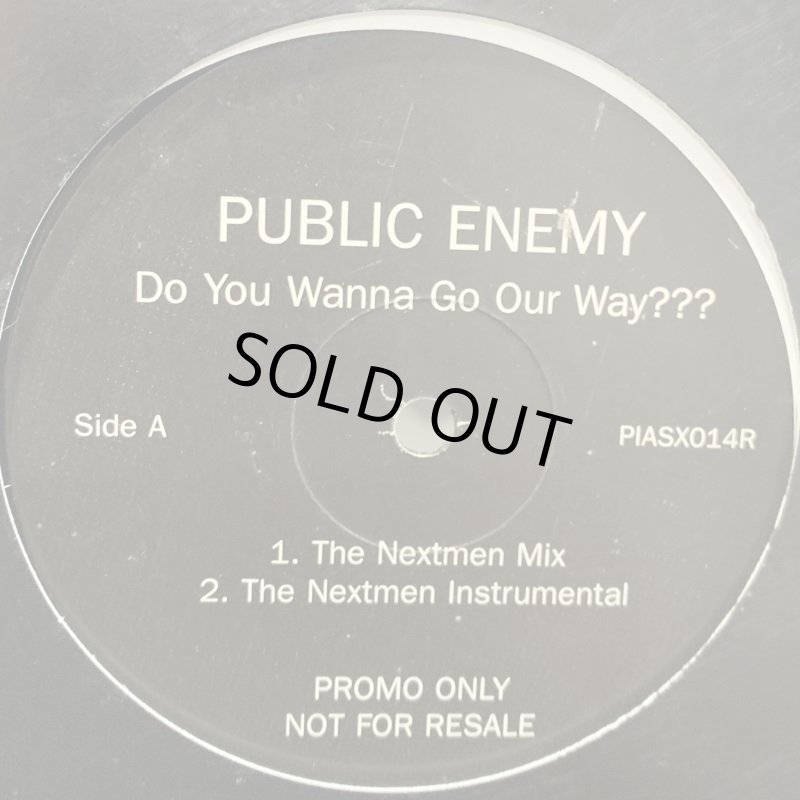 PUBLIC ENEMY
Do You Wanna Go Our Way???
SOLD OUT
Side A
PIASX014R
1. The Nextmen Mix
2. The Nextmen Instrumental
PROMO ONLY
NOT FOR RESALE